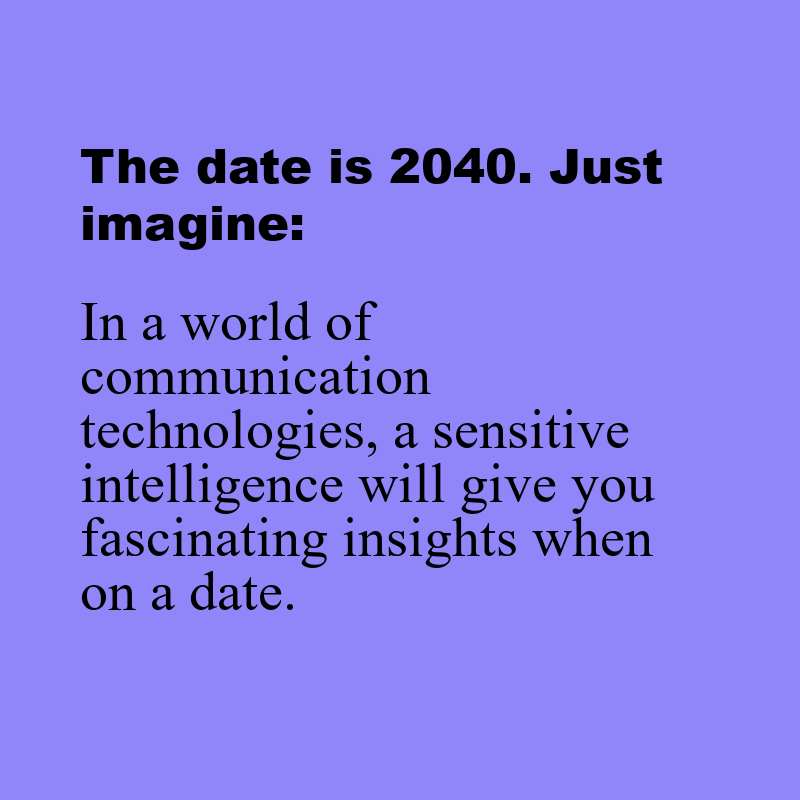 The date is 2040. Just
imagine:
In a world of
communication
technologies, a sensitive
intelligence will give you
fascinating insights when
on a date.